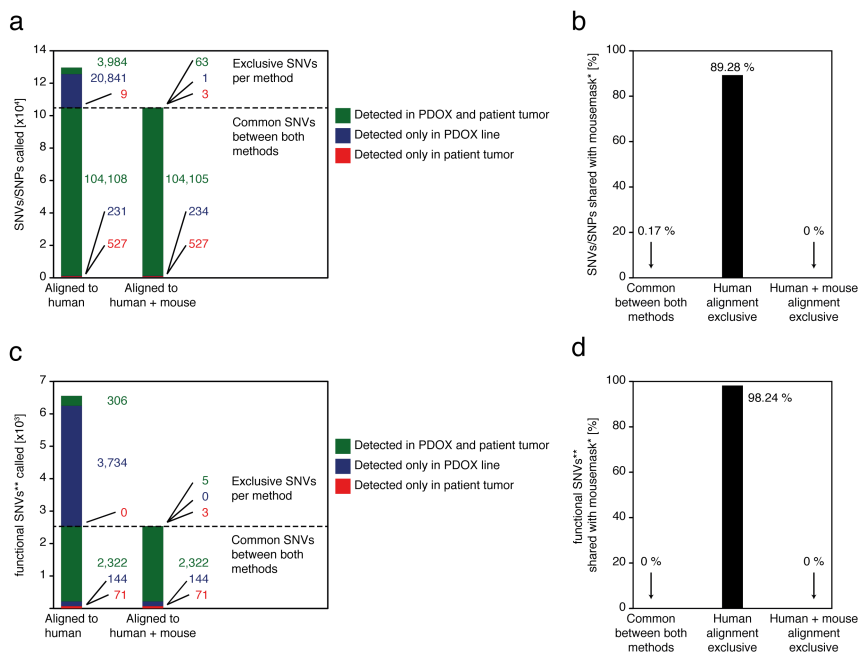 a
SNVs/SNPs called [x10⁴]
14
12
10
8
6
4
2
0
3,984
20,841
9
63
1
3
Exclusive SNVs
per method
Common SNVs
between both
methods
104,108
231
527
104,105
234
527
Aligned to
human
Aligned to
human + mouse
Detected in PDOX and patient tumor
Detected only in PDOX line
Detected only in patient tumor
b
SNVs/SNPs shared with mousemask* [%]
100
80
60
40
20
0
0.17 %
89.28 %
0 %
Common
between both
methods
Human
alignment
exclusive
Human + mouse
alignment
exclusive
c
functional SNVs** called [x10³]
7
6
5
4
3
2
1
306
3,734
0
5
0
3
Exclusive SNVs
per method
Common SNVs
between both
methods
2,322
144
71
2,322
144
71
Aligned to
human
Aligned to
human + mouse
Detected in PDOX and patient tumor
Detected only in PDOX line
Detected only in patient tumor
d
functional SNVs**
shared with mousemask* [%]
100
80
60
40
20
0
0 %
98.24 %
0 %
Common
between both
methods
Human
alignment
exclusive
Human + mouse
alignment
exclusive